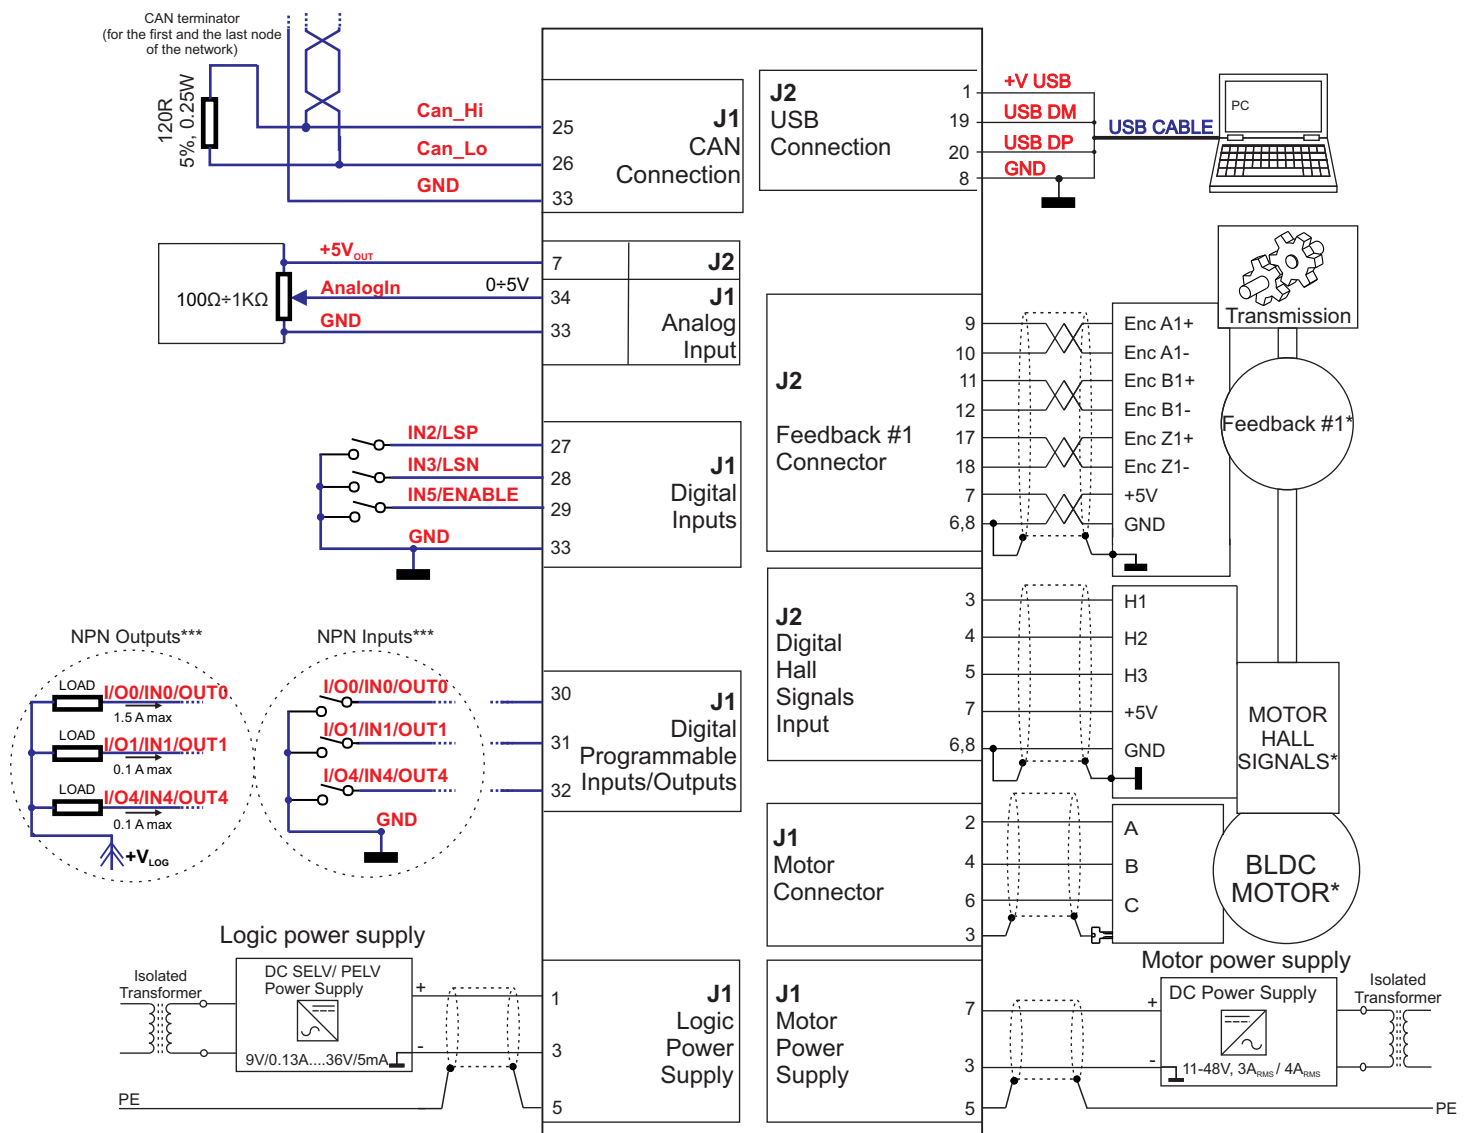 CAN terminator
(for the first and the last node
of the network)
120R
5%, 0.25W
Can_Hi
25
Can_Lo
26
GND
33
J1
CAN
Connection
J2
USB
Connection
1
+V USB
19
USB DM
20
USB DP
8
GND
USB CABLE
PC
100Ω÷1KΩ
+5VOUT
7
J2
AnalogIn
0÷5V
34
GND
33
J1
Analog
Input
IN2/LSP
27
IN3/LSN
28
IN5/ENABLE
29
GND
33
J1
Digital
Inputs
J2
Feedback #1
Connector
9
Enc A1+
10
Enc A1-
11
Enc B1+
12
Enc B1-
17
Enc Z1+
18
Enc Z1-
7
+5V
6,8
GND
Transmission
Feedback #1*
J2
Digital
Hall
Signals
Input
3
H1
4
H2
5
H3
7
+5V
6,8
GND
MOTOR
HALL
SIGNALS*
NPN Outputs***
LOAD
I/O0/IN0/OUT0
1.5 A max
LOAD
I/O1/IN1/OUT1
0.1 A max
LOAD
I/O4/IN4/OUT4
0.1 A max
+VLOG
NPN Inputs***
I/O0/IN0/OUT0
30
I/O1/IN1/OUT1
31
I/O4/IN4/OUT4
32
GND
J1
Digital
Programmable
Inputs/Outputs
J1
Motor
Connector
2
A
4
B
6
C
3
BLDC
MOTOR*
Logic power supply
Isolated
Transformer
DC SELV/ PELV
Power Supply
9V/0.13A....36V/5mA
+
1
-
3
PE
5
J1
Logic
Power
Supply
J1
Motor
Power
Supply
Motor power supply
7
+
3
-
5
DC Power Supply
11-48V, 3ARMS / 4ARMS
Isolated
Transformer
PE